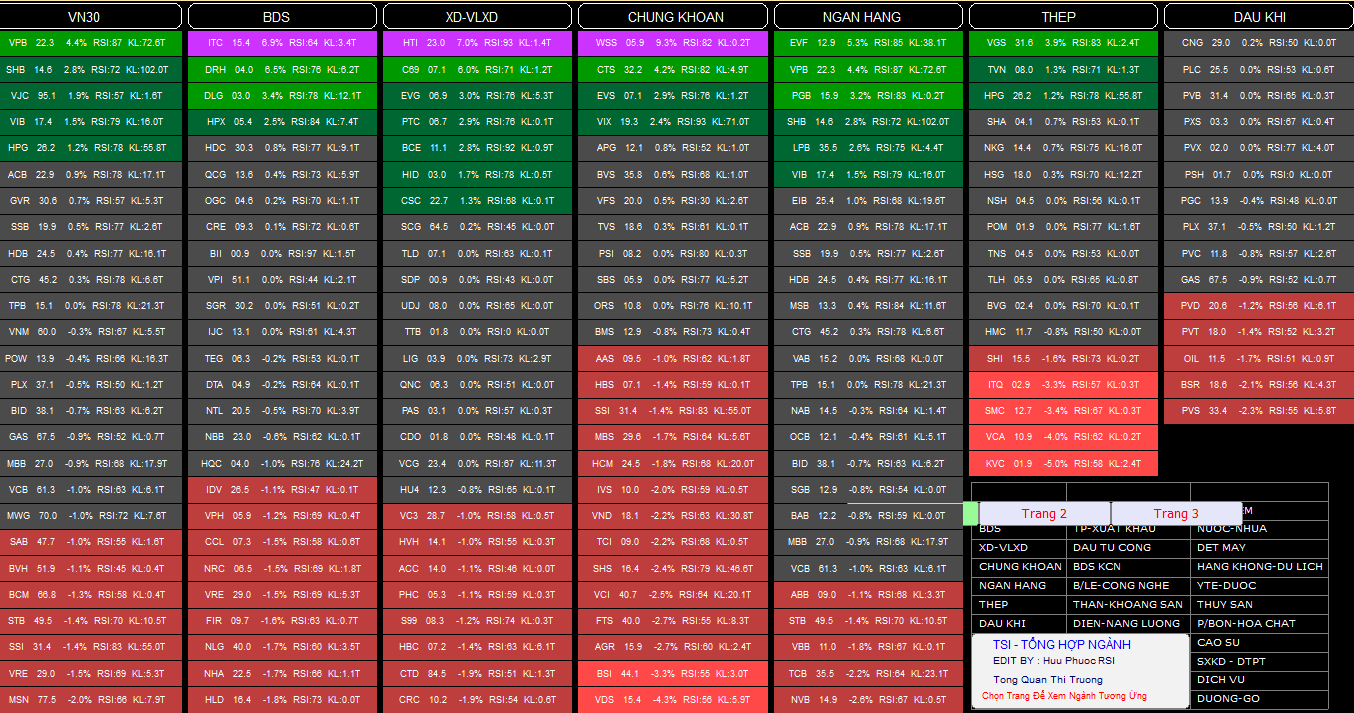 VN30
VPB 22.3 4.4% RSI:87 KL:72.6T
SHB 14.6 2.8% RSI:72 KL:102.0T
VJC 95.1 1.9% RSI:57 KL:1.6T
VIB 17.4 1.5% RSI:79 KL:16.0T
HPG 26.2 1.2% RSI:78 KL:55.8T
ACB 22.9 0.9% RSI:78 KL:17.1T
GVR 30.6 0.7% RSI:57 KL:5.3T
SSB 19.9 0.5% RSI:77 KL:2.6T
HDB 24.5 0.4% RSI:77 KL:16.1T
CTG 45.2 0.3% RSI:78 KL:6.6T
TPB 15.1 0.0% RSI:78 KL:21.3T
VNM 60.0 -0.3% RSI:67 KL:5.5T
POW 13.9 -0.4% RSI:66 KL:16.3T
PLX 37.1 -0.5% RSI:50 KL:1.2T
BID 38.1 -0.7% RSI:63 KL:6.2T
GAS 67.5 -0.9% RSI:52 KL:0.7T
MBB 27.0 -0.9% RSI:68 KL:17.9T
VCB 61.3 -1.0% RSI:63 KL:6.1T
MWG 70.0 -1.0% RSI:72 KL:7.6T
SAB 47.7 -1.0% RSI:55 KL:1.6T
BVH 51.9 -1.1% RSI:45 KL:0.4T
BCM 66.8 -1.3% RSI:58 KL:0.4T
STB 49.5 -1.4% RSI:70 KL:10.5T
SSI 31.4 -1.4% RSI:83 KL:55.0T
VRE 29.0 -1.5% RSI:69 KL:5.3T
MSN 77.5 -2.0% RSI:66 KL:7.9T
BDS
ITC 15.4 6.9% RSI:64 KL:3.4T
DRH 04.0 6.5% RSI:76 KL:6.2T
DLG 03.0 3.4% RSI:78 KL:12.1T
HPX 05.4 2.5% RSI:84 KL:7.4T
HDC 30.3 0.8% RSI:77 KL:9.1T
QCG 13.6 0.4% RSI:73 KL:5.9T
OGC 04.6 0.2% RSI:70 KL:1.1T
CRE 09.3 0.1% RSI:72 KL:0.6T
BII 00.9 0.0% RSI:97 KL:1.5T
VPI 51.1 0.0% RSI:44 KL:2.1T
SGR 30.2 0.0% RSI:51 KL:0.2T
IJC 13.1 0.0% RSI:61 KL:4.3T
TEG 06.3 -0.2% RSI:53 KL:0.1T
DTA 04.9 -0.2% RSI:64 KL:0.1T
NTL 20.5 -0.5% RSI:70 KL:3.9T
NBB 23.0 -0.6% RSI:62 KL:0.1T
HQC 04.0 -1.0% RSI:76 KL:24.2T
IDV 26.5 -1.1% RSI:47 KL:0.1T
VPH 05.9 -1.2% RSI:69 KL:0.4T
CCL 07.3 -1.5% RSI:58 KL:0.6T
NRC 06.5 -1.5% RSI:69 KL:1.8T
VRE 29.0 -1.5% RSI:69 KL:5.3T
FIR 09.7 -1.6% RSI:63 KL:0.7T
NLG 40.0 -1.7% RSI:60 KL:3.5T
NHA 22.5 -1.7% RSI:66 KL:1.1T
HLD 16.4 -1.8% RSI:73 KL:0.0T
XD-VLXD
HTI 23.0 7.0% RSI:93 KL:1.4T
C69 07.1 6.0% RSI:71 KL:1.2T
EVG 06.9 3.0% RSI:76 KL:5.3T
PTC 06.7 2.9% RSI:76 KL:0.1T
BCE 11.1 2.8% RSI:92 KL:0.9T
HID 03.0 1.7% RSI:78 KL:0.5T
CSC 22.7 1.3% RSI:68 KL:0.1T
SCG 64.5 0.2% RSI:45 KL:0.0T
TLD 07.1 0.0% RSI:63 KL:0.1T
SDP 00.9 0.0% RSI:43 KL:0.0T
UDJ 08.0 0.0% RSI:65 KL:0.0T
TTB 01.8 0.0% RSI:0 KL:0.0T
LIG 03.9 0.0% RSI:73 KL:2.9T
QNC 06.3 0.0% RSI:51 KL:0.0T
PAS 03.1 0.0% RSI:57 KL:0.3T
CDO 01.8 0.0% RSI:48 KL:0.1T
VCG 23.4 0.0% RSI:67 KL:11.3T
HU4 12.3 -0.8% RSI:65 KL:0.1T
VC3 28.7 -1.0% RSI:58 KL:0.5T
HVH 14.1 -1.0% RSI:55 KL:0.3T
ACC 14.0 -1.1% RSI:46 KL:0.0T
PHC 05.3 -1.1% RSI:59 KL:0.3T
S99 08.3 -1.2% RSI:74 KL:0.3T
HBC 07.2 -1.4% RSI:63 KL:6.1T
CTD 84.5 -1.9% RSI:51 KL:1.3T
CRC 10.2 -1.9% RSI:54 KL:0.6T
CHUNG KHOAN
WSS 05.9 9.3% RSI:82 KL:0.2T
CTS 32.2 4.2% RSI:82 KL:4.9T
EVS 07.1 2.9% RSI:76 KL:1.2T
VIX 19.3 2.4% RSI:93 KL:71.0T
APG 12.1 0.8% RSI:52 KL:1.0T
BVS 35.8 0.6% RSI:68 KL:1.0T
VFS 20.0 0.5% RSI:30 KL:2.6T
TVS 18.6 0.3% RSI:61 KL:0.1T
PSI 08.2 0.0% RSI:80 KL:0.3T
SBS 05.9 0.0% RSI:77 KL:5.2T
ORS 10.8 0.0% RSI:76 KL:10.1T
BMS 12.9 -0.8% RSI:73 KL:0.4T
AAS 09.5 -1.0% RSI:62 KL:1.8T
HBS 07.1 -1.4% RSI:59 KL:0.1T
SSI 31.4 -1.4% RSI:83 KL:55.0T
MBS 29.6 -1.7% RSI:64 KL:5.6T
HCM 24.5 -1.8% RSI:68 KL:20.0T
IVS 10.0 -2.0% RSI:59 KL:0.5T
VND 18.1 -2.2% RSI:63 KL:30.8T
TCI 09.0 -2.2% RSI:68 KL:0.5T
SHS 16.4 -2.4% RSI:79 KL:46.6T
VCI 40.7 -2.5% RSI:64 KL:20.1T
FTS 40.0 -2.7% RSI:55 KL:8.3T
AGR 15.9 -2.7% RSI:60 KL:2.4T
BSI 44.1 -3.3% RSI:55 KL:3.0T
VDS 15.4 -4.3% RSI:56 KL:5.9T
NGAN HANG
EVF 12.9 5.3% RSI:85 KL:38.1T
VPB 22.3 4.4% RSI:87 KL:72.6T
PGB 15.9 3.2% RSI:83 KL:0.2T
SHB 14.6 2.8% RSI:72 KL:102.0T
LPB 35.5 2.6% RSI:75 KL:4.4T
VIB 17.4 1.5% RSI:79 KL:16.0T
EIB 25.4 1.0% RSI:68 KL:19.6T
ACB 22.9 0.9% RSI:78 KL:17.1T
SSB 19.9 0.5% RSI:77 KL:2.6T
HDB 24.5 0.4% RSI:77 KL:16.1T
MSB 13.3 0.4% RSI:84 KL:11.6T
CTG 45.2 0.3% RSI:78 KL:6.6T
VAB 15.2 0.0% RSI:68 KL:0.0T
TPB 15.1 0.0% RSI:78 KL:21.3T
NAB 14.5 -0.3% RSI:64 KL:1.4T
OCB 12.1 -0.4% RSI:61 KL:5.1T
BID 38.1 -0.7% RSI:63 KL:6.2T
SGB 12.9 -0.8% RSI:54 KL:0.0T
BAB 12.2 -0.8% RSI:59 KL:0.0T
MBB 27.0 -0.9% RSI:68 KL:17.9T
VCB 61.3 -1.0% RSI:63 KL:6.1T
ABB 09.0 -1.1% RSI:68 KL:3.3T
STB 49.5 -1.4% RSI:70 KL:10.5T
VBB 11.0 -1.8% RSI:67 KL:0.1T
TCB 35.5 -2.2% RSI:64 KL:23.1T
NVB 14.9 -2.6% RSI:67 KL:0.5T
THEP
VGS 31.6 3.9% RSI:83 KL:2.4T
TVN 08.0 1.3% RSI:71 KL:1.3T
HPG 26.2 1.2% RSI:78 KL:55.8T
SHA 04.1 0.7% RSI:53 KL:0.1T
NKG 14.4 0.7% RSI:75 KL:16.0T
HSG 18.0 0.3% RSI:70 KL:12.2T
NSH 04.5 0.0% RSI:56 KL:0.1T
POM 01.9 0.0% RSI:77 KL:1.6T
TNS 04.5 0.0% RSI:53 KL:0.0T
TLH 05.9 0.0% RSI:65 KL:0.8T
BVG 02.4 0.0% RSI:70 KL:0.1T
HMC 11.7 -0.8% RSI:50 KL:0.0T
SHI 15.5 -1.6% RSI:73 KL:0.2T
ITQ 02.9 -3.3% RSI:57 KL:0.3T
SMC 12.7 -3.4% RSI:67 KL:0.3T
VCA 10.9 -4.0% RSI:62 KL:0.2T
KVC 01.9 -5.0% RSI:58 KL:2.4T
DAU KHI
CNG 29.0 0.2% RSI:50 KL:0.0T
PLC 25.5 0.0% RSI:53 KL:0.6T
PVB 31.4 0.0% RSI:65 KL:0.3T
PXS 03.3 0.0% RSI:67 KL:0.4T
PVX 02.0 0.0% RSI:77 KL:4.0T
PSH 01.7 0.0% RSI:0 KL:0.0T
PGC 13.9 -0.4% RSI:48 KL:0.0T
PLX 37.1 -0.5% RSI:50 KL:1.2T
PVC 11.8 -0.8% RSI:57 KL:2.6T
GAS 67.5 -0.9% RSI:52 KL:0.7T
PVD 20.6 -1.2% RSI:56 KL:6.1T
PVT 18.0 -1.4% RSI:52 KL:3.2T
OIL 11.5 -1.7% RSI:51 KL:0.9T
BSR 18.6 -2.1% RSI:56 KL:4.3T
PVS 33.4 -2.3% RSI:55 KL:5.8T
Trang 2 Trang 3
BDS TP-XUAT KHAU NUOC-NHUA
XD-VLXD DAU TU CONG DET MAY
CHUNG KHOAN BDS KCN HANG KHONG-DU LICH
NGAN HANG B/LE-CONG NGHE YTE-DUOC
THEP THAN-KHOANG SAN THUY SAN
DAU KHI DIEN-NANG LUONG P/BON-HOA CHAT
CAO SU
SXKD - DTPT
DICH VU
DUONG-GO
TSI - TỔNG HỢP NGÀNH
EDIT BY : Huu Phuoc RSI
Tong Quan Thi Truong
Chọn Trang Để Xem Ngành Tương Ứng